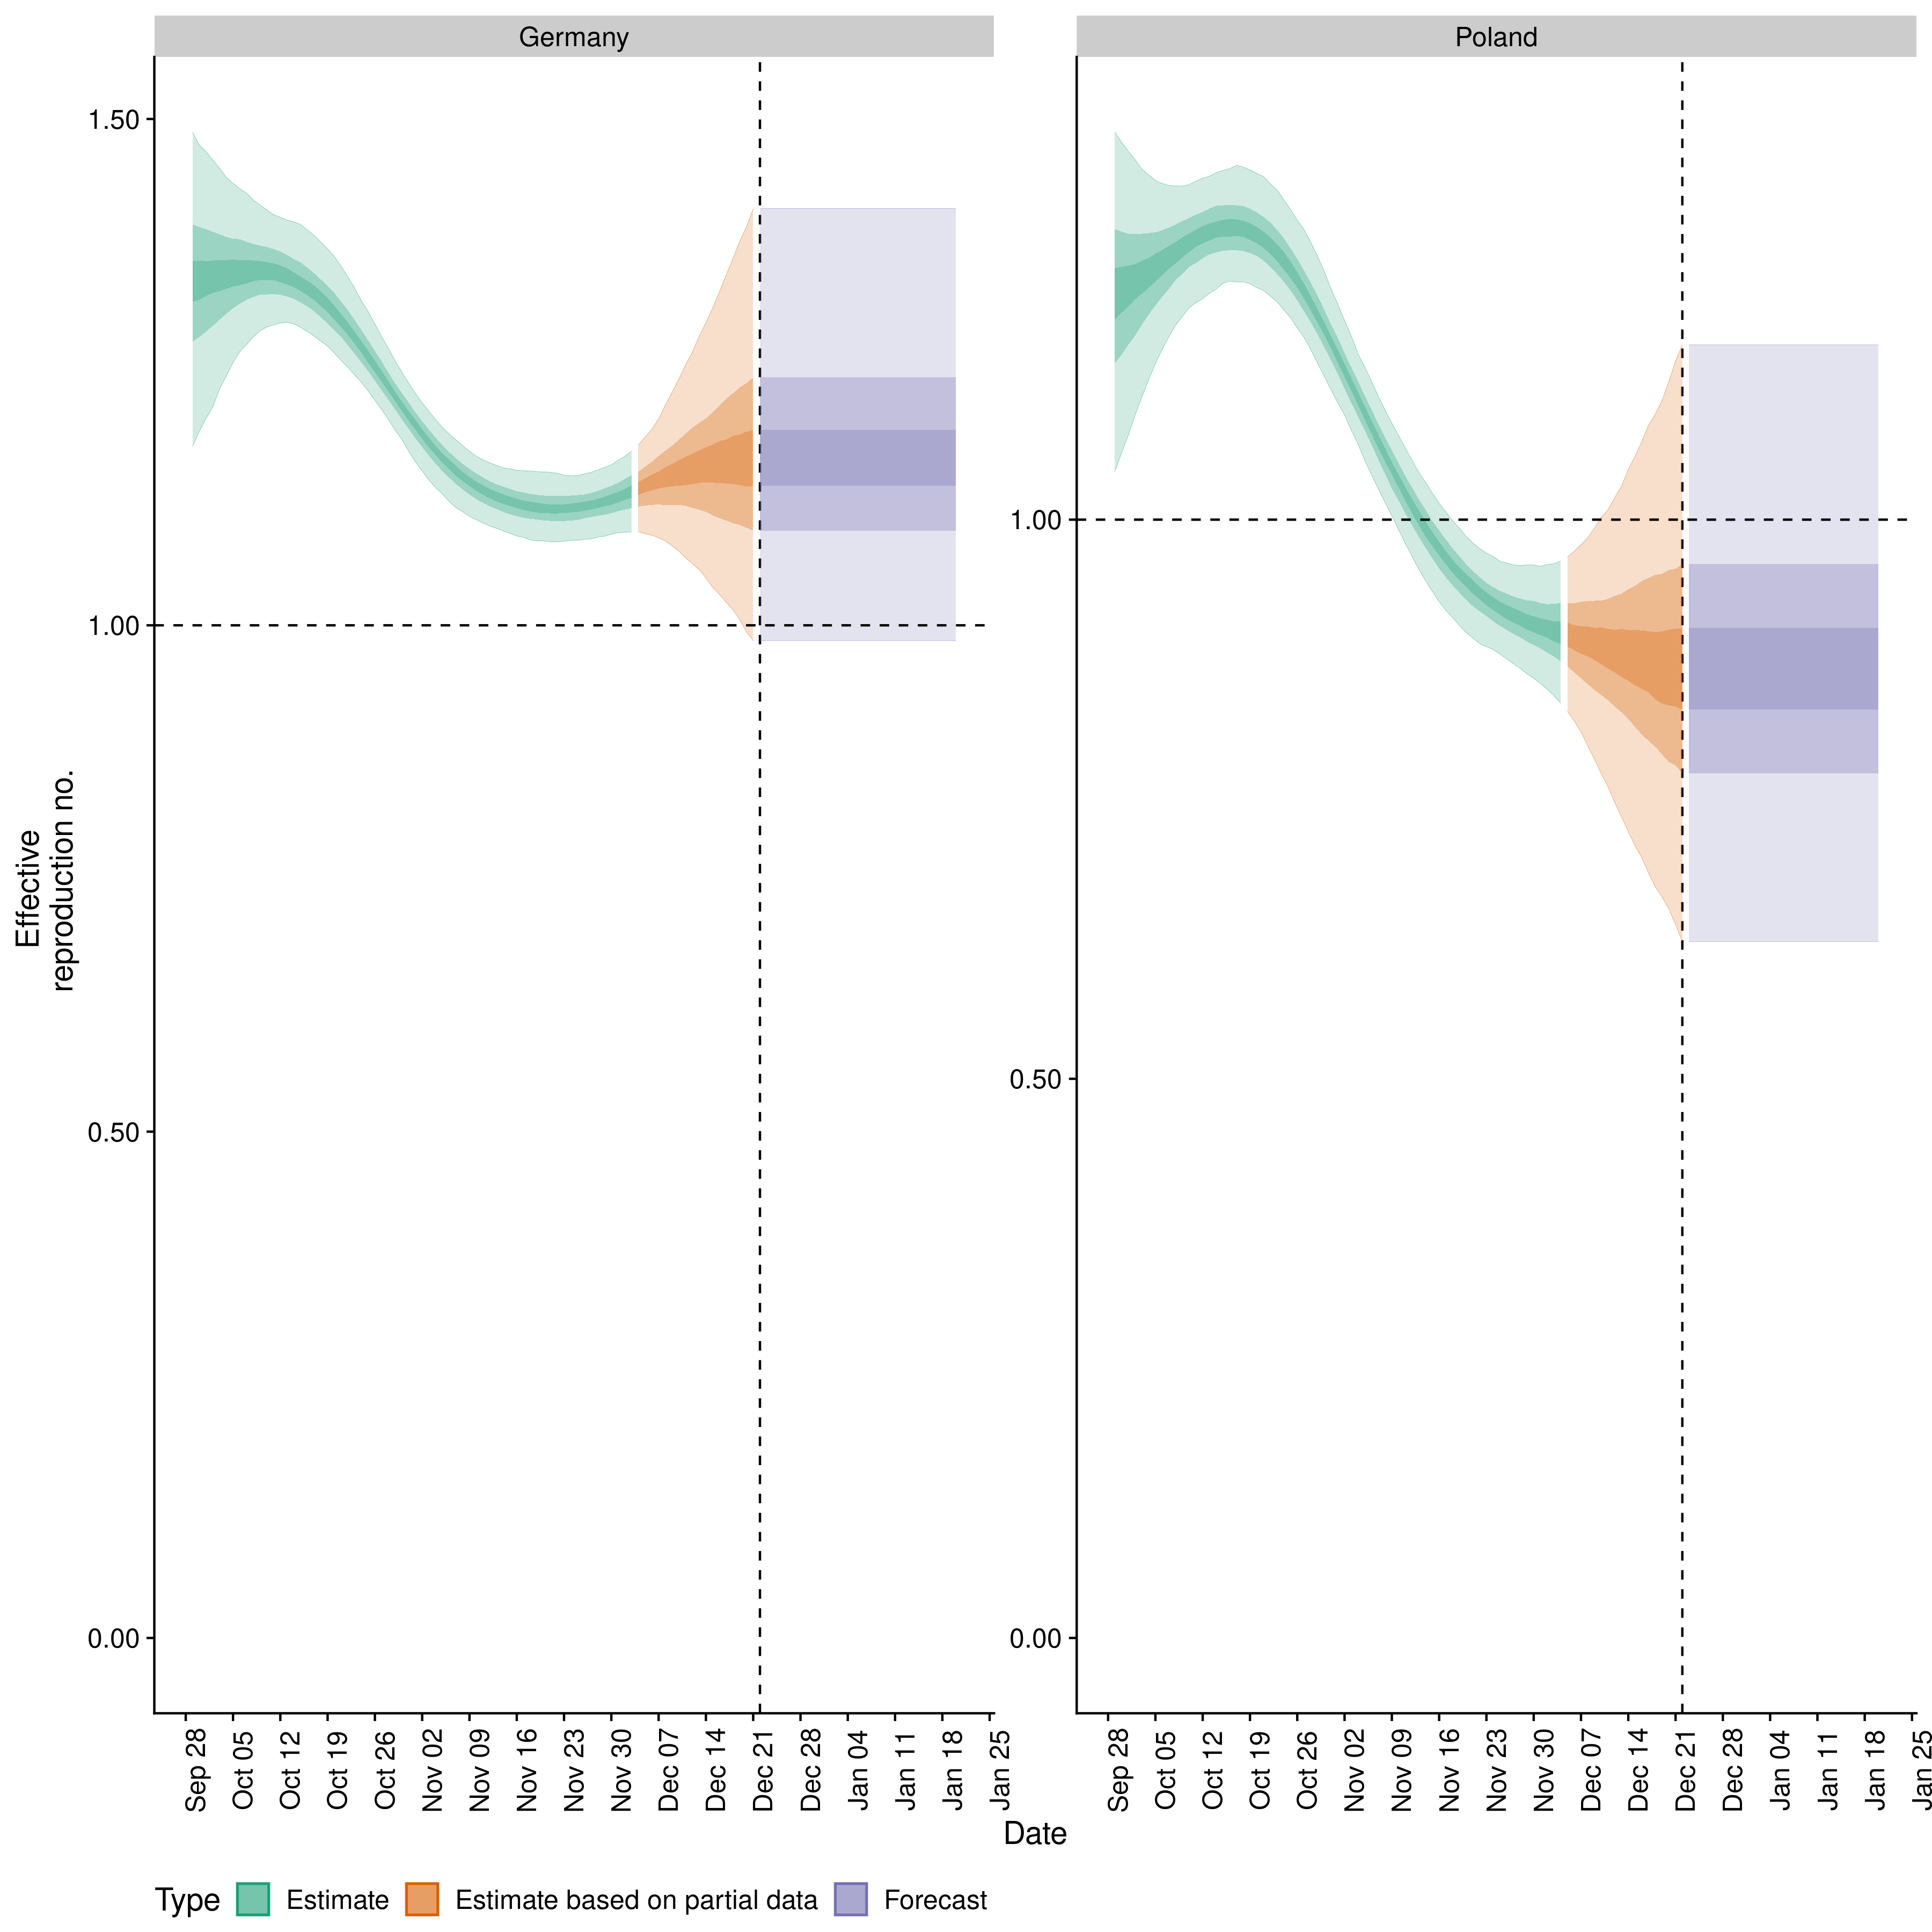 Germany
Poland
1.50
1.00
0.50
0.00
1.00
0.50
0.00
Effective
reproduction no.
Sep 28
Oct 05
Oct 12
Oct 19
Oct 26
Nov 02
Nov 09
Nov 16
Nov 23
Nov 30
Dec 07
Dec 14
Dec 21
Dec 28
Jan 04
Jan 11
Jan 18
Jan 25
Sep 28
Oct 05
Oct 12
Oct 19
Oct 26
Nov 02
Nov 09
Nov 16
Nov 23
Nov 30
Dec 07
Dec 14
Dec 21
Dec 28
Jan 04
Jan 11
Jan 18
Jan 25
Date
Type Estimate Estimate based on partial data Forecast